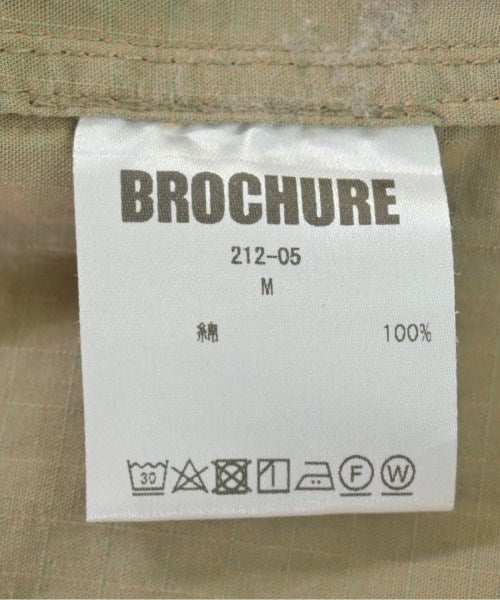 BROCHURE
212-05
M
綿 100%
30 F W